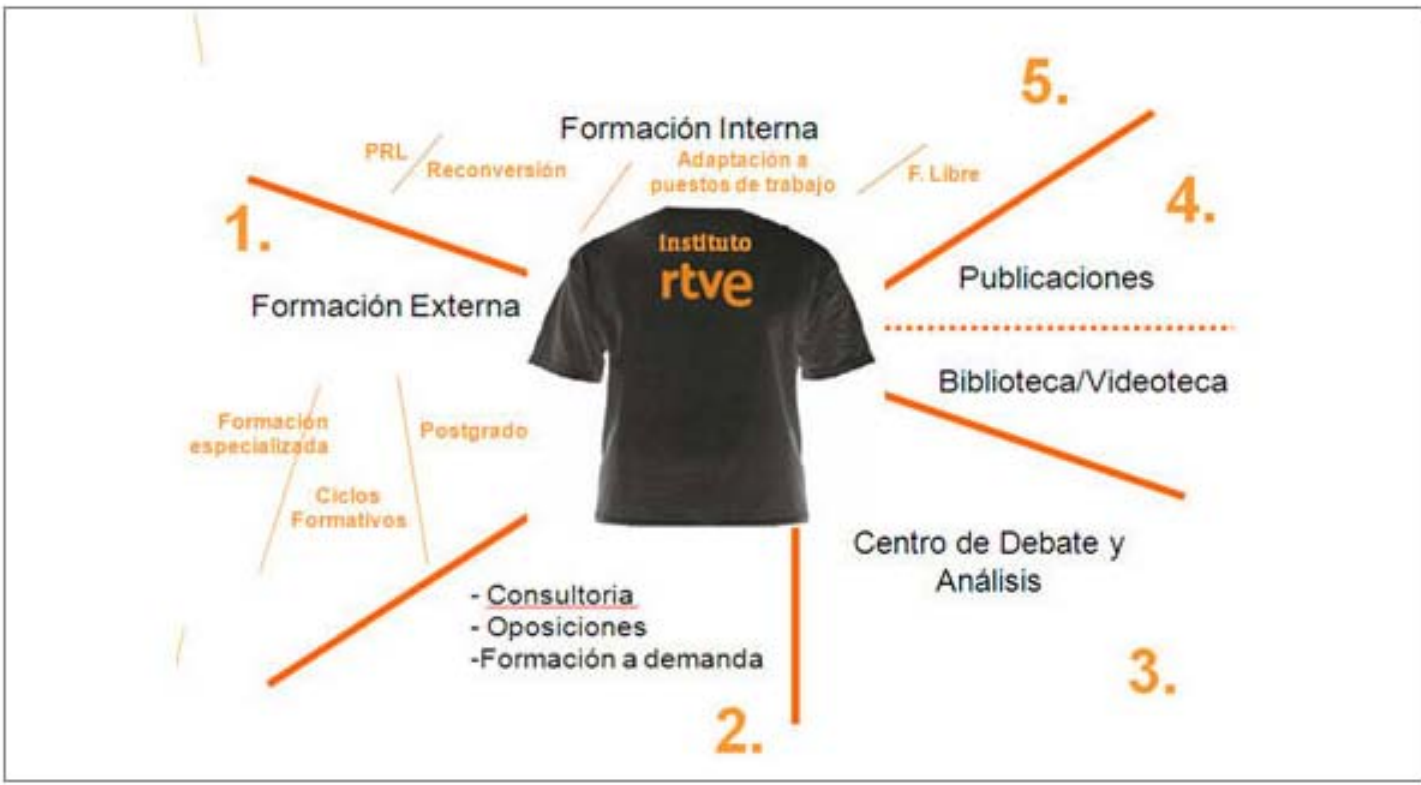 5.
Formación Interna
PRL
Reconversión
Adaptación a
puestos de trabajo
F. Libre
4.
1.
Instituto
rtve
Publicaciones
Formación Externa
Biblioteca/Videoteca
Formación
especializada
Postgrado
Ciclos
Formativos
Centro de Debate y
Análisis
- Consultoria
- Oposiciones
-Formación a demanda
3.
2.